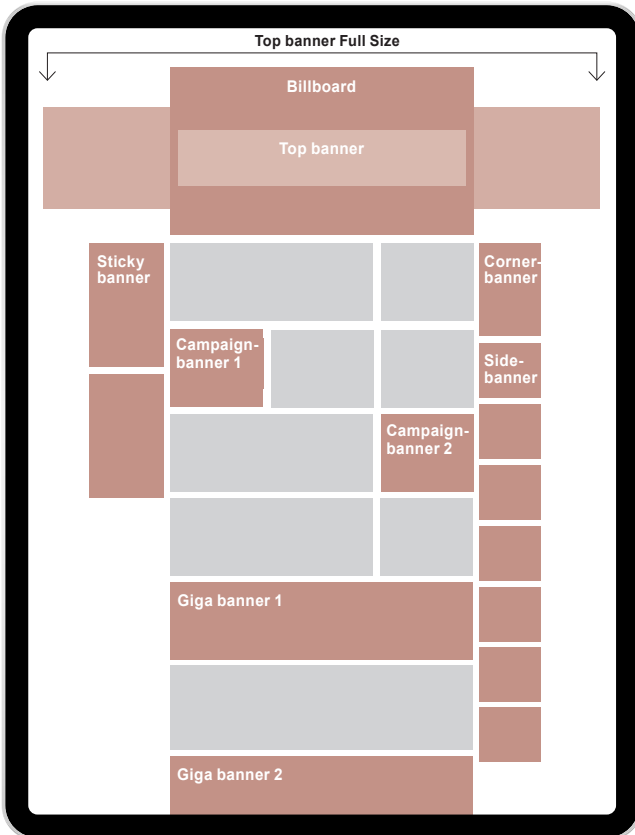 Top banner Full Size
Billboard
Top banner
Sticky
banner
Corner-
banner
Campaign-
banner 1
Side-
banner
Campaign-
banner 2
Giga banner 1
Giga banner 2